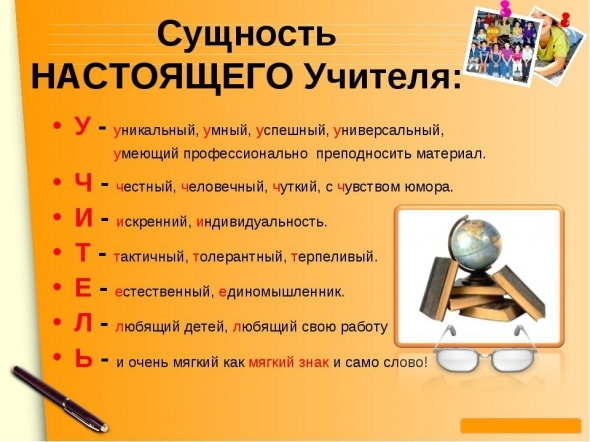 Сущность
НАСТОЯЩЕГО Учителя:
• У - уникальный, умный, успешный, универсальный,
умеющий профессионально преподносить материал.
• Ч - честный, человечный, чуткий, с чувством юмора.
• И - искренний, индивидуальность.
• Т - тактичный, толерантный, терпеливый.
• Е - естественный, единомышленник.
• Л - любящий детей, любящий свою работу
• Ь - и очень мягкий как мягкий знак и само слово!